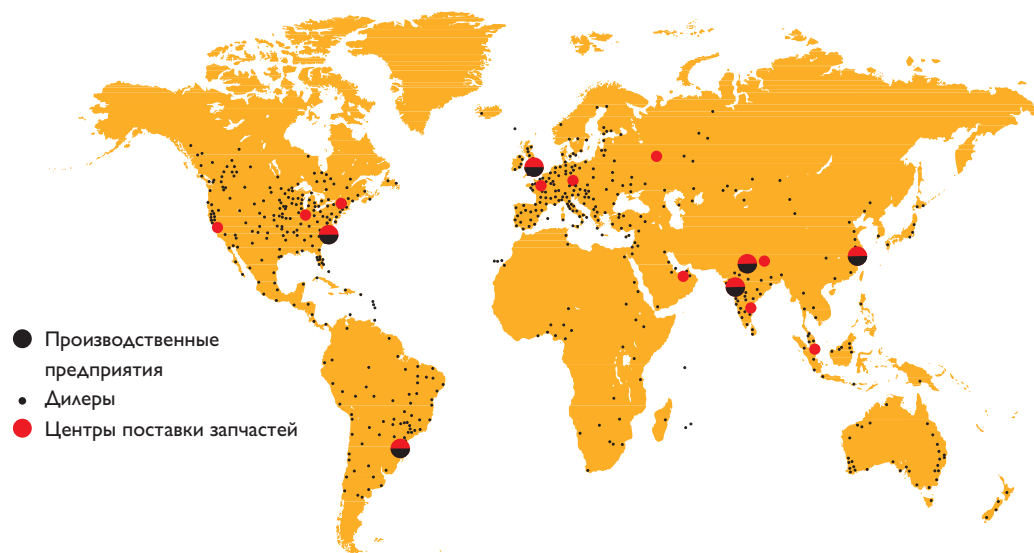 Производственные
предприятия
Дилеры
Центры поставки запчастей